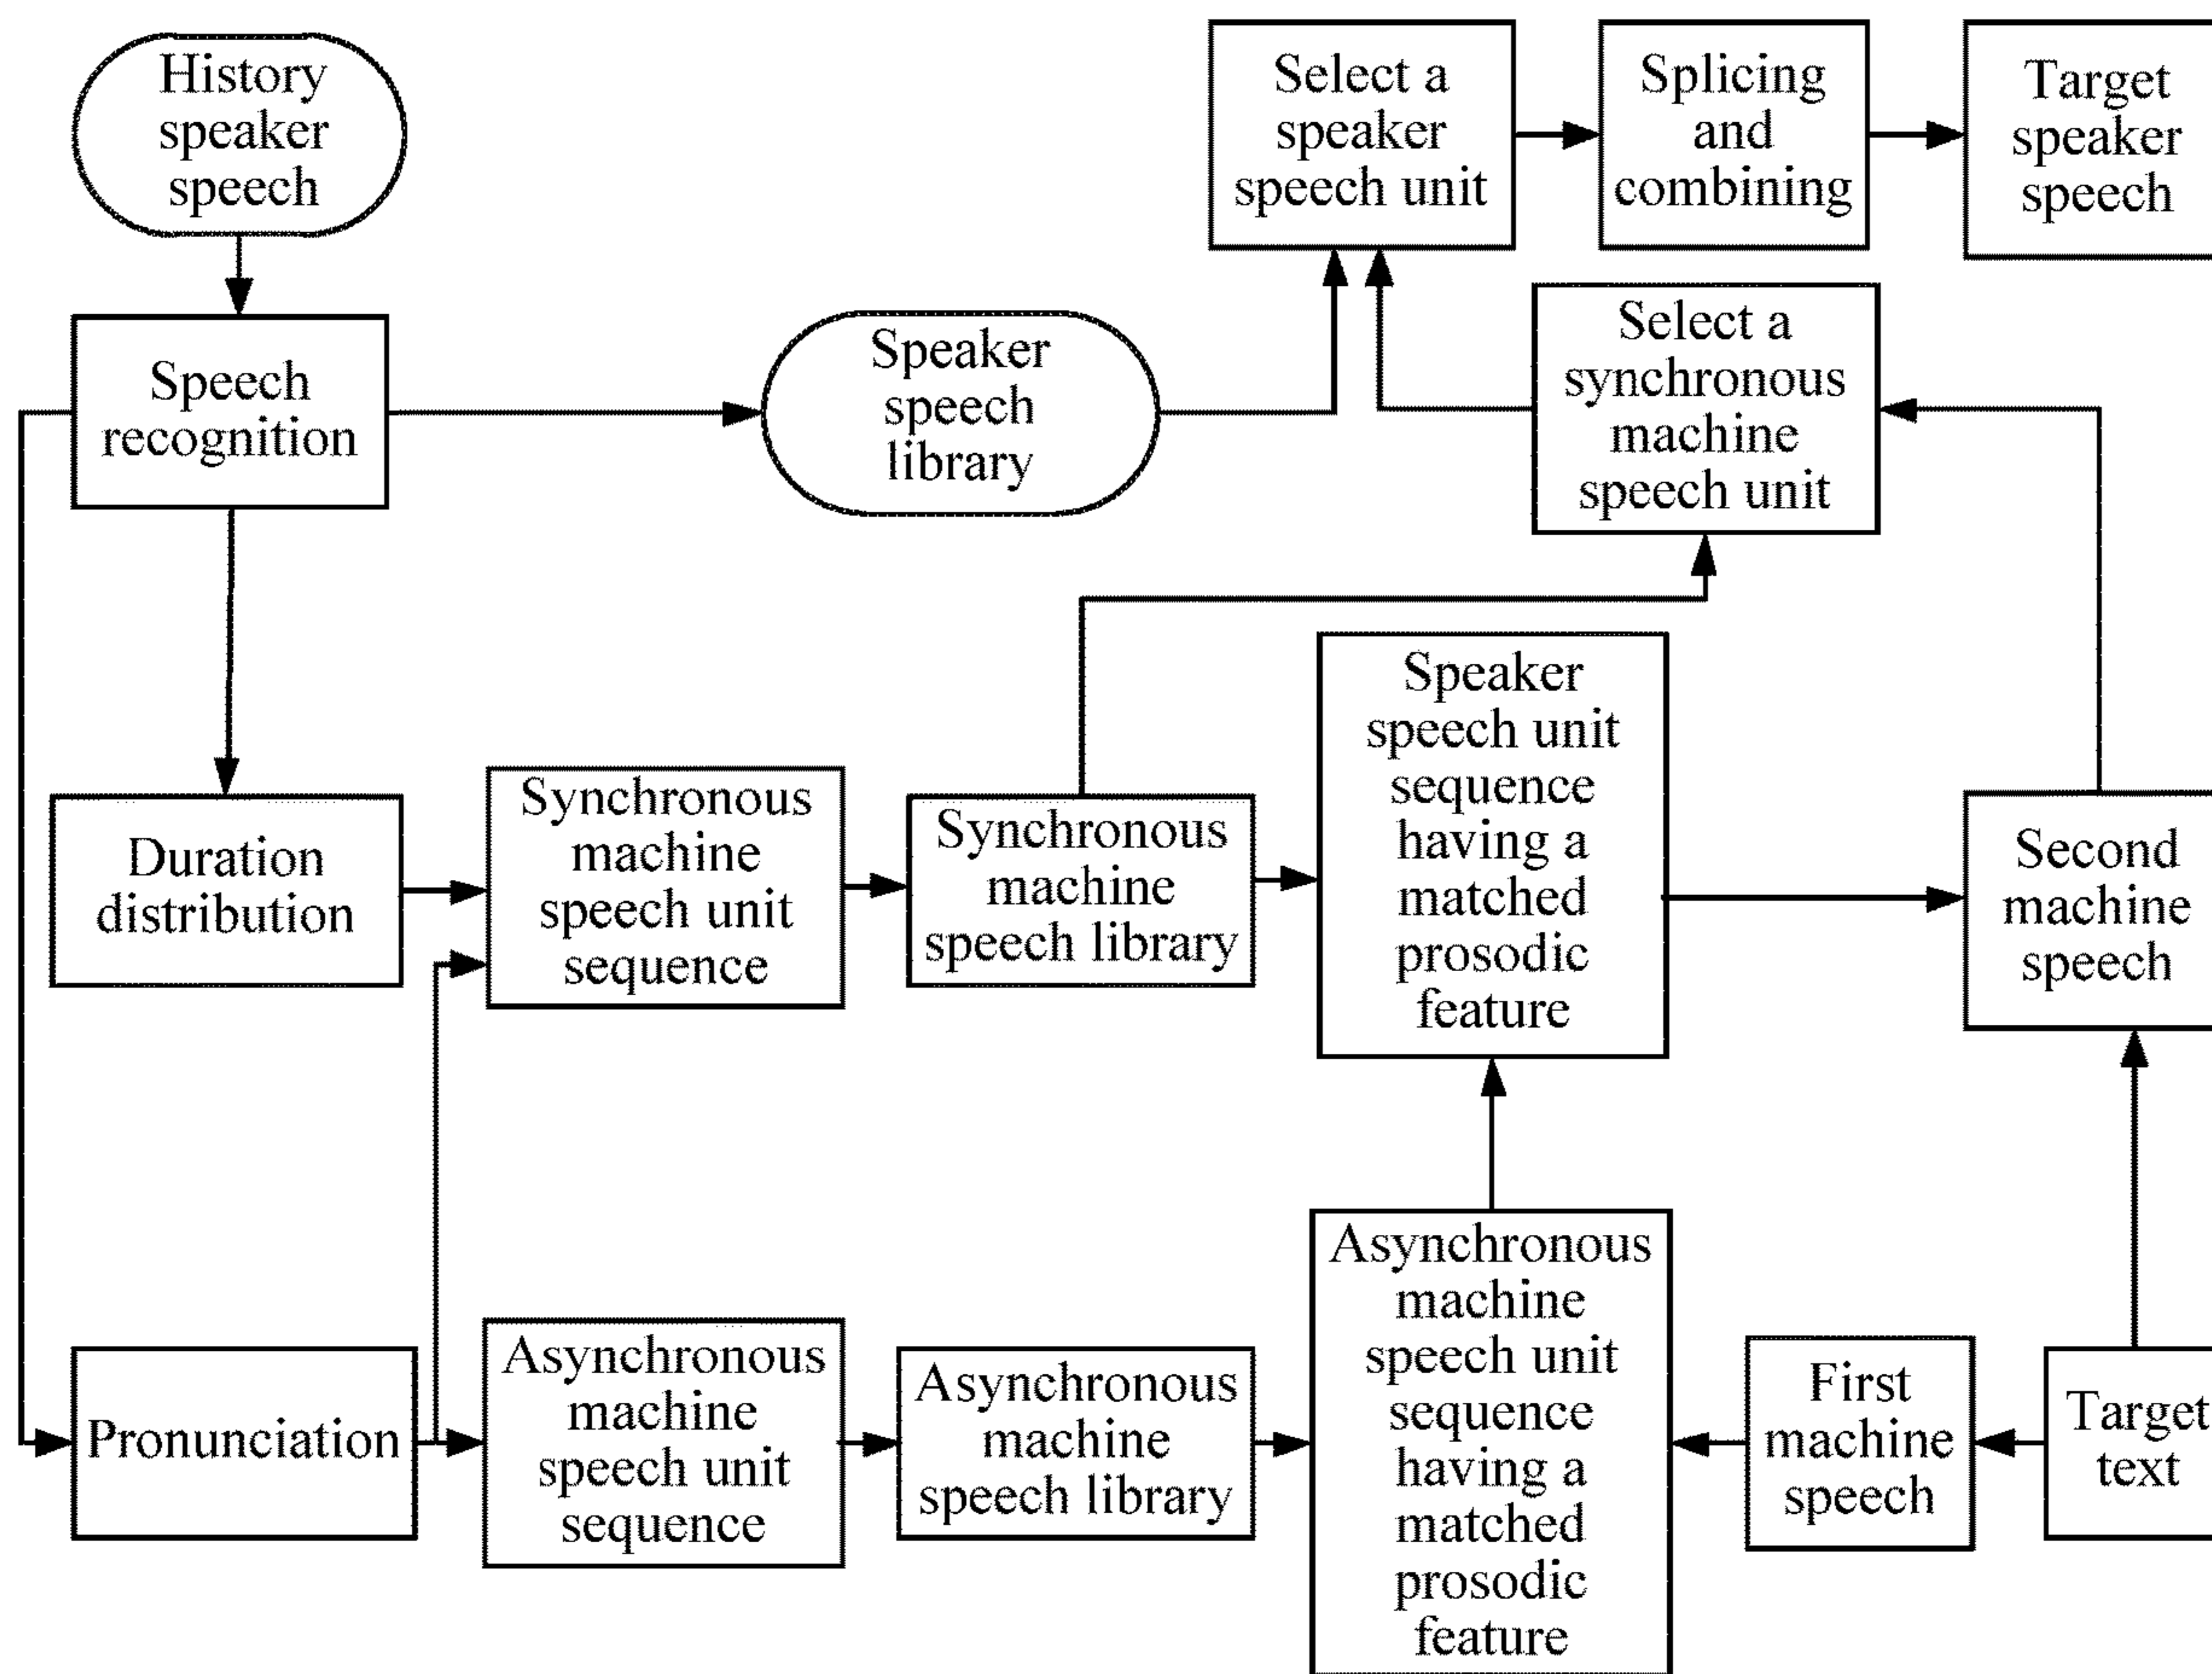 History
speaker
speech
Select a
speaker
speech unit
Splicing
and
combining
Target
speaker
speech
Speech
recognition
Speaker
speech
library
Select a
synchronous
machine
speech unit
Duration
distribution
Synchronous
machine
speech unit
sequence
Synchronous
machine
speech library
Speaker
speech unit
sequence
having a
matched
prosodic
feature
Second
machine
speech
Pronunciation
Asynchronous
machine
speech unit
sequence
Asynchronous
machine
speech library
Asynchronous
machine
speech unit
sequence
having a
matched
prosodic
feature
First
machine
speech
Target
text